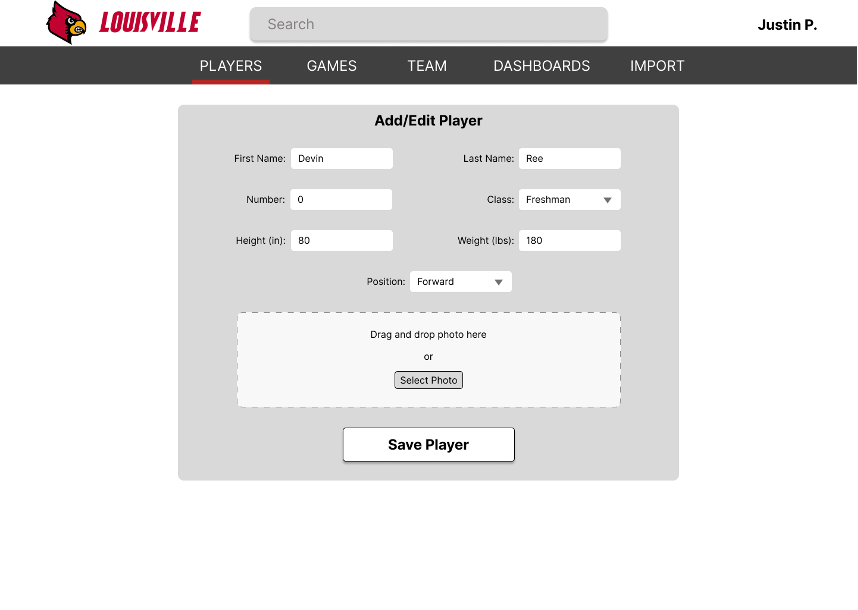 LOUISVILLE
Search
Justin P.
PLAYERS GAMES TEAM DASHBOARDS IMPORT
Add/Edit Player
First Name: Devin Last Name: Ree
Number: 0 Class: Freshman
Height (in): 80 Weight (lbs): 180
Position: Forward
Drag and drop photo here
or
Select Photo
Save Player